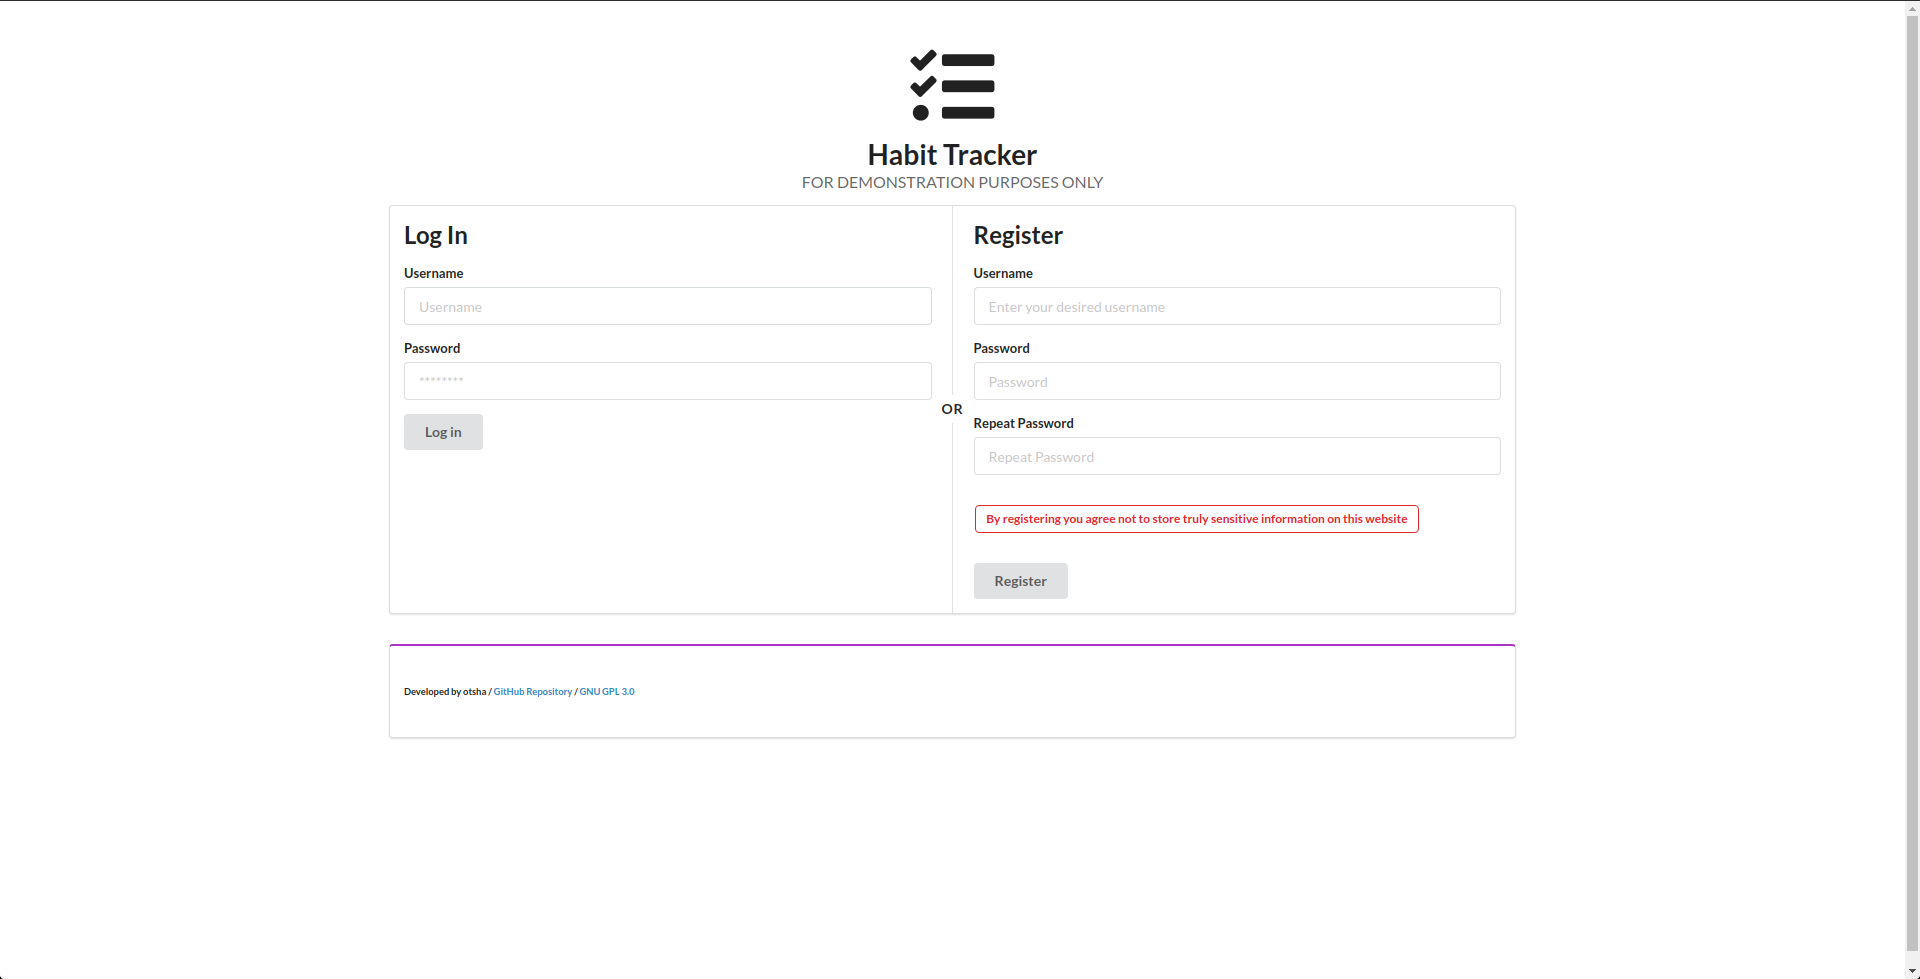 Habit Tracker
FOR DEMONSTRATION PURPOSES ONLY
Log In
Username
Username
Password
********
Log in
OR
Register
Username
Enter your desired username
Password
Password
Repeat Password
Repeat Password
By registering you agree not to store truly sensitive information on this website
Register
Developed by otsha / GitHub Repository / GNU GPL 3.0